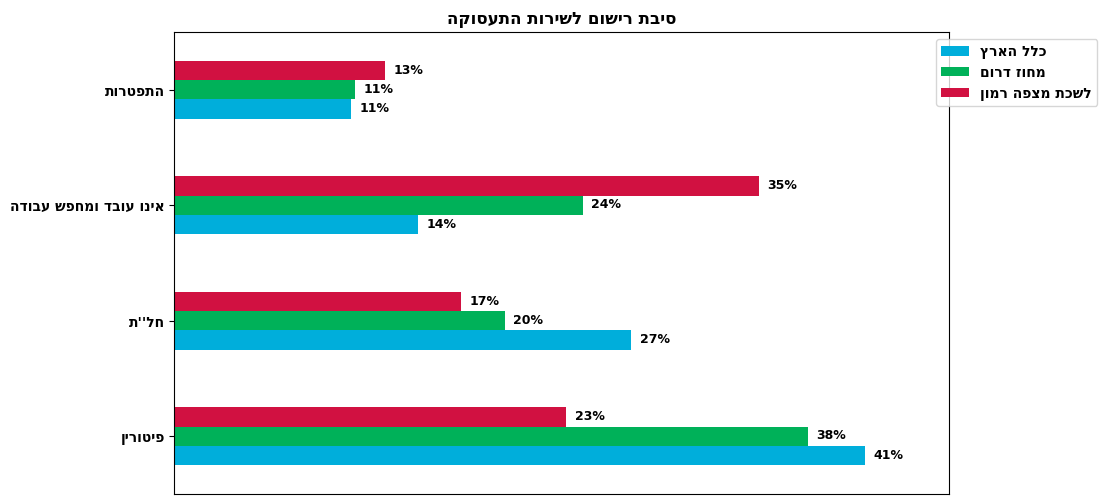 סיבת רישום לשירות התעסוקה
כלל הארץ
מחוז דרום
לשכת מצפה רמון
התפטרות
13%
11%
11%
אינו עובד ומחפש עבודה
35%
24%
14%
חל''ת
17%
20%
27%
פיטורין
23%
38%
41%